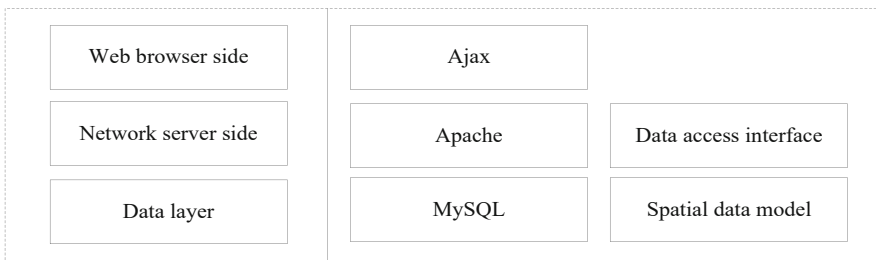 Web browser side
Ajax
Network server side
Apache
Data access interface
Data layer
MySQL
Spatial data model